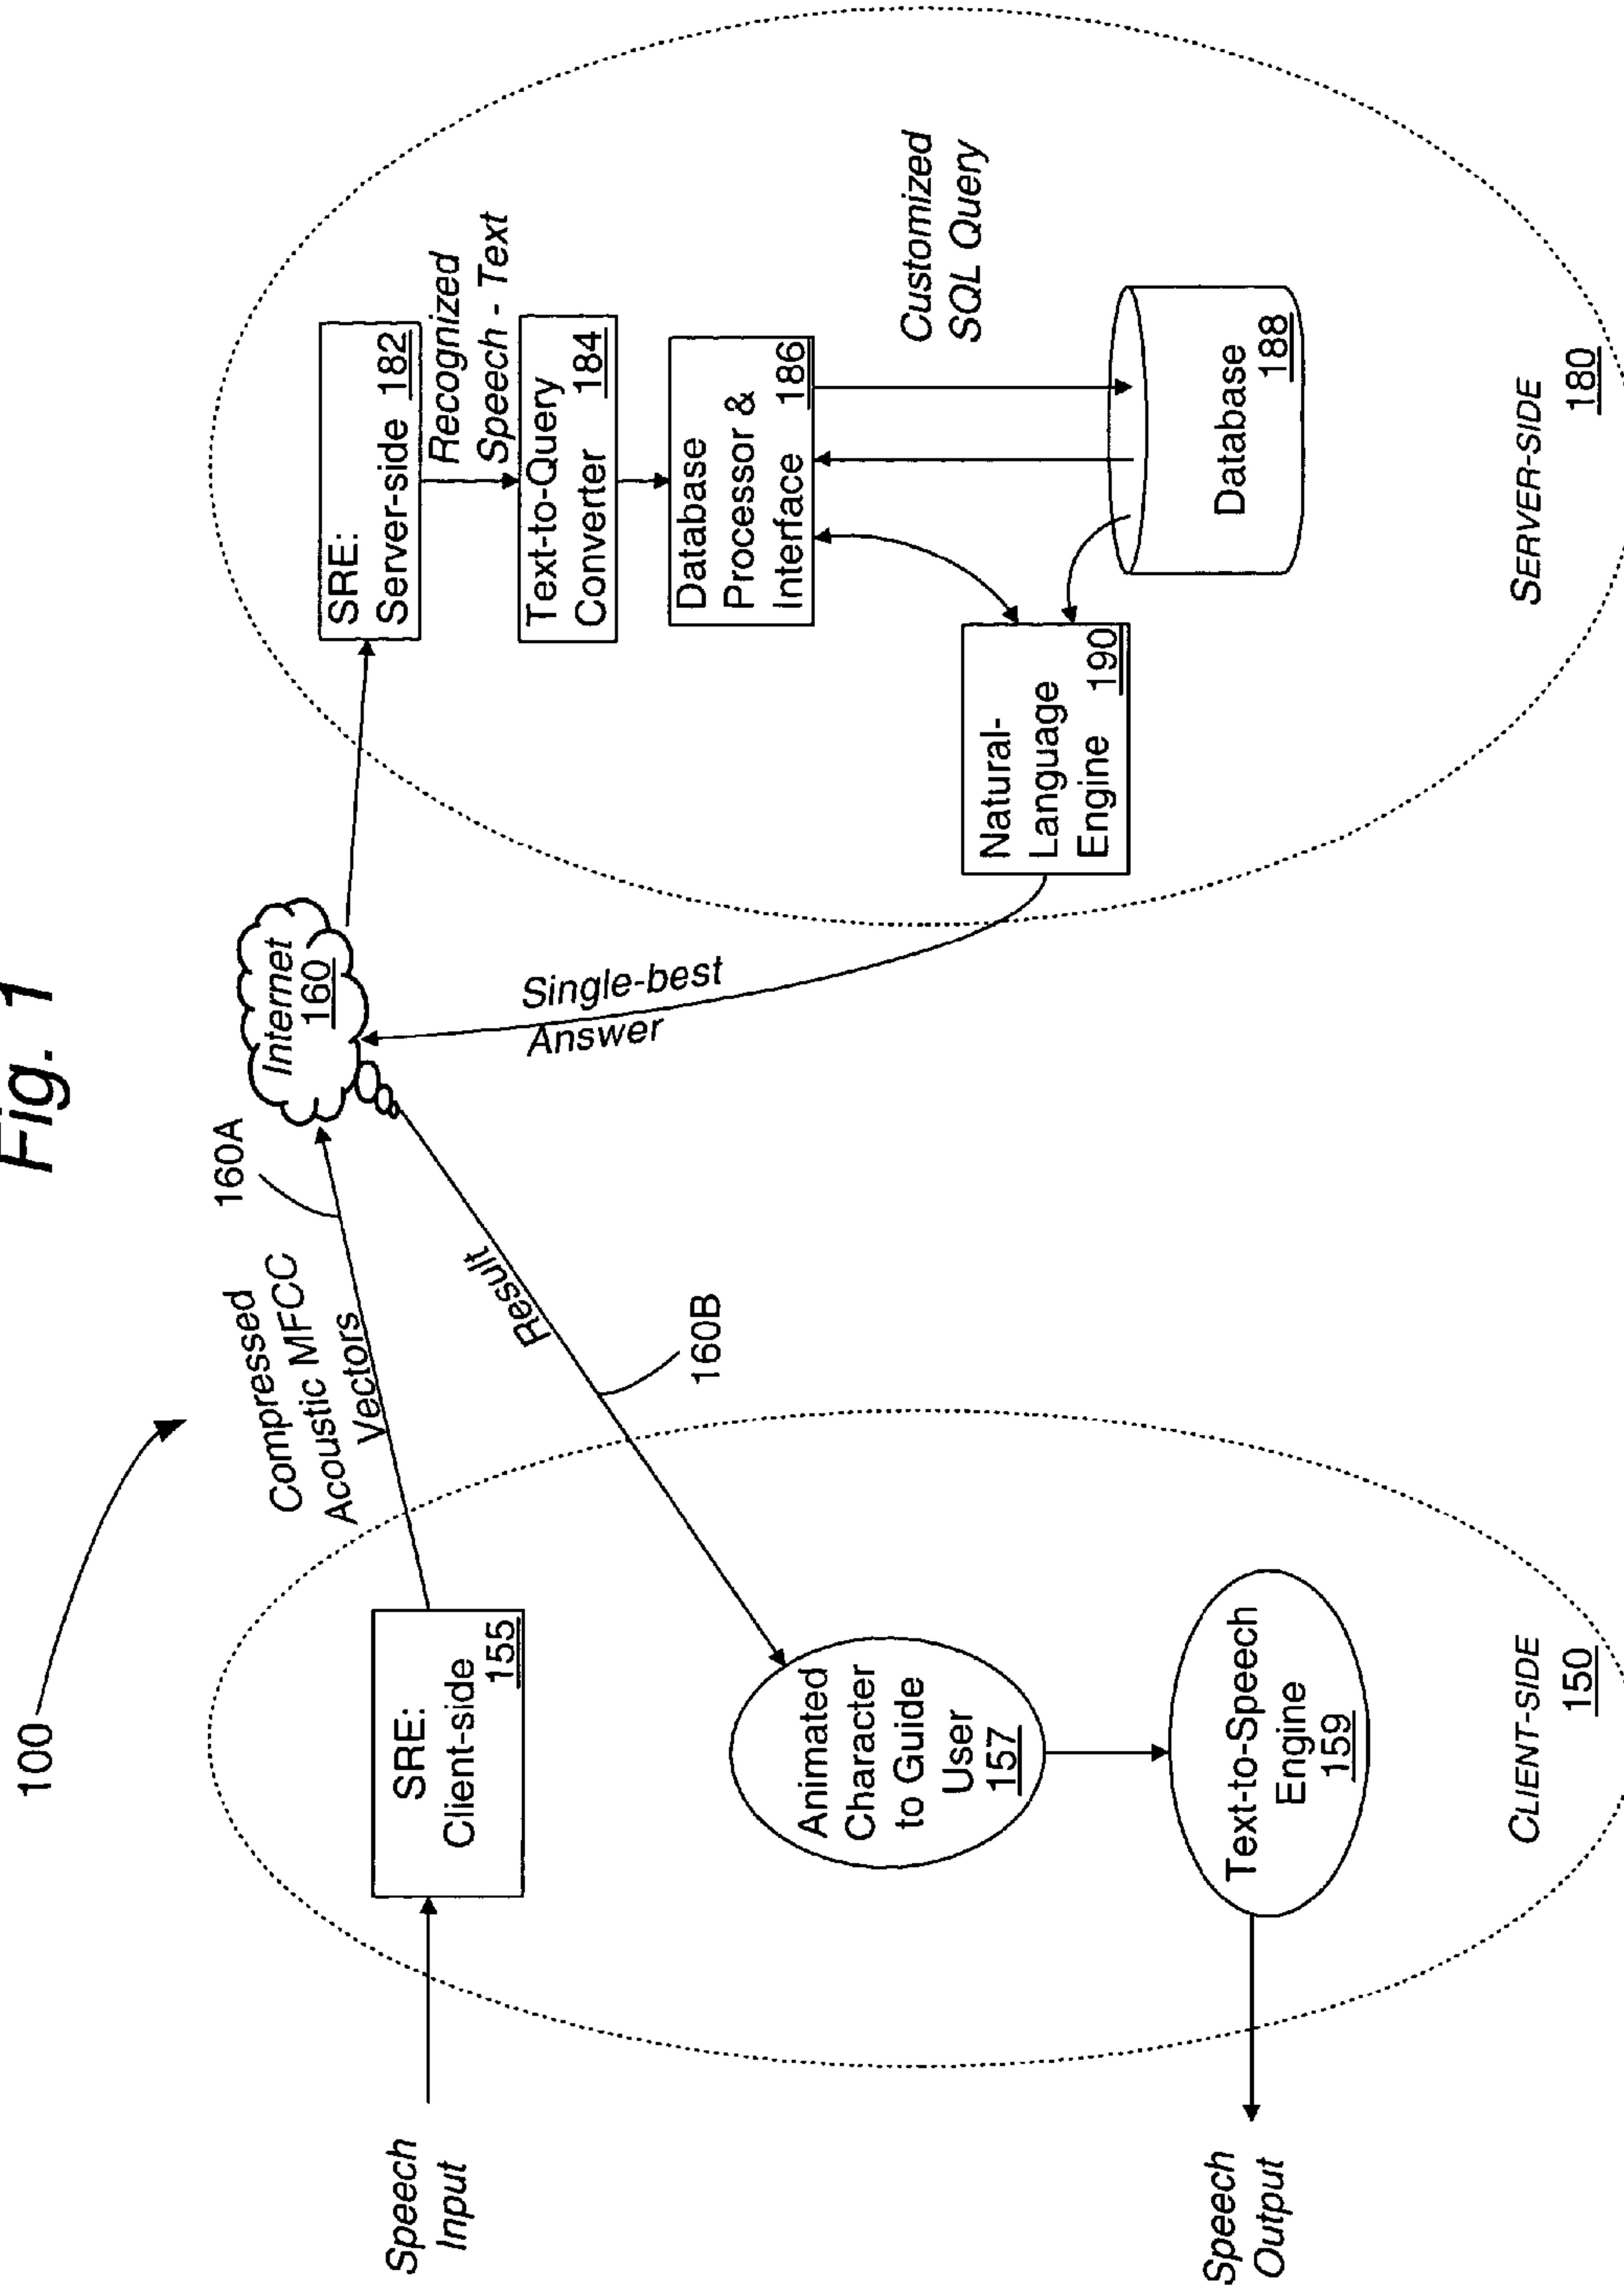 Fig. 1
100
Speech
Input
SRE:
Client-side
155
Compressed
Acoustic MFCC
Vectors
160A
Internet
160
Result
160B
Animated
Character
to Guide
User
157
Text-to-Speech
Engine
159
Speech
Output
CLIENT-SIDE
150
Single-best
Answer
SRE:
Server-side 182
Recognized
Speech - Text
Text-to-Query
Converter 184
Database
Processor &
Interface 186
Customized
SQL Query
Natural-
Language
Engine 190
Database
188
SERVER-SIDE
180